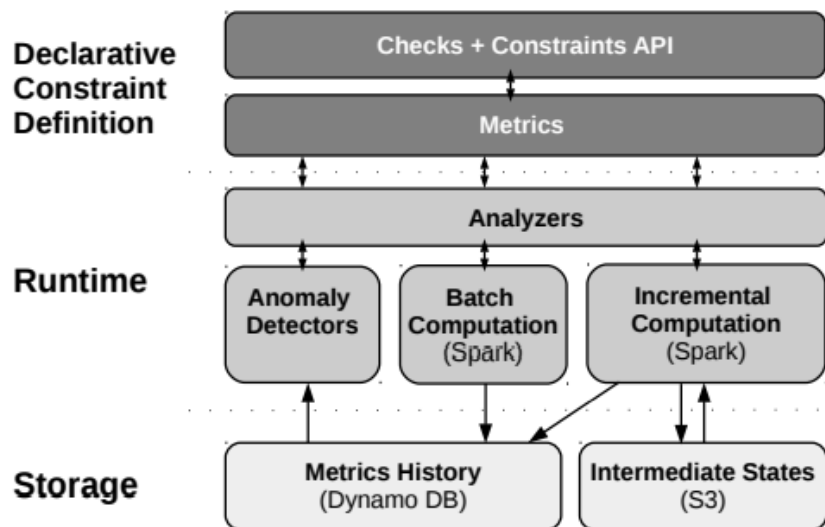 Declarative
Constraint
Definition
Checks + Constraints API
Metrics
Runtime
Analyzers
Anomaly
Detectors
Batch
Computation
(Spark)
Incremental
Computation
(Spark)
Storage
Metrics History
(Dynamo DB)
Intermediate States
(S3)